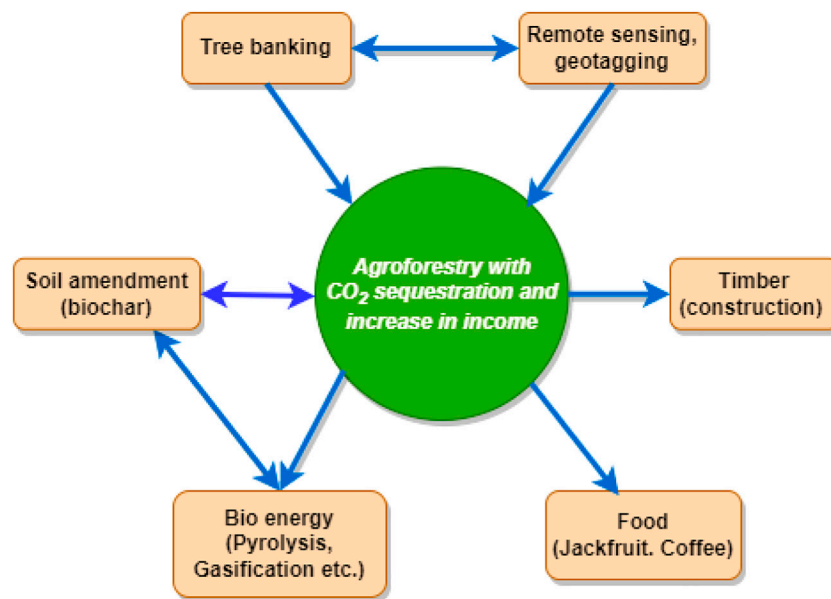 Tree banking
Remote sensing,
geotagging
Agroforestry with
CO₂ sequestration and
increase in income
Soil amendment
(biochar)
Timber
(construction)
Bio energy
(Pyrolysis,
Gasification etc.)
Food
(Jackfruit. Coffee)